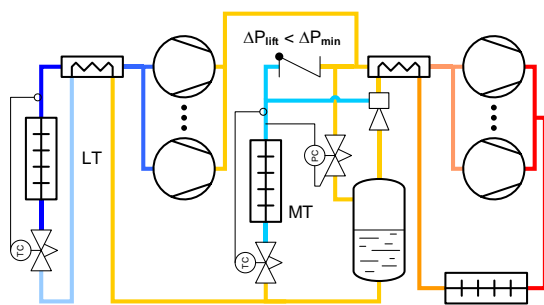 ΔP_lift < ΔP_min
LT
PC
MT
TC
TC